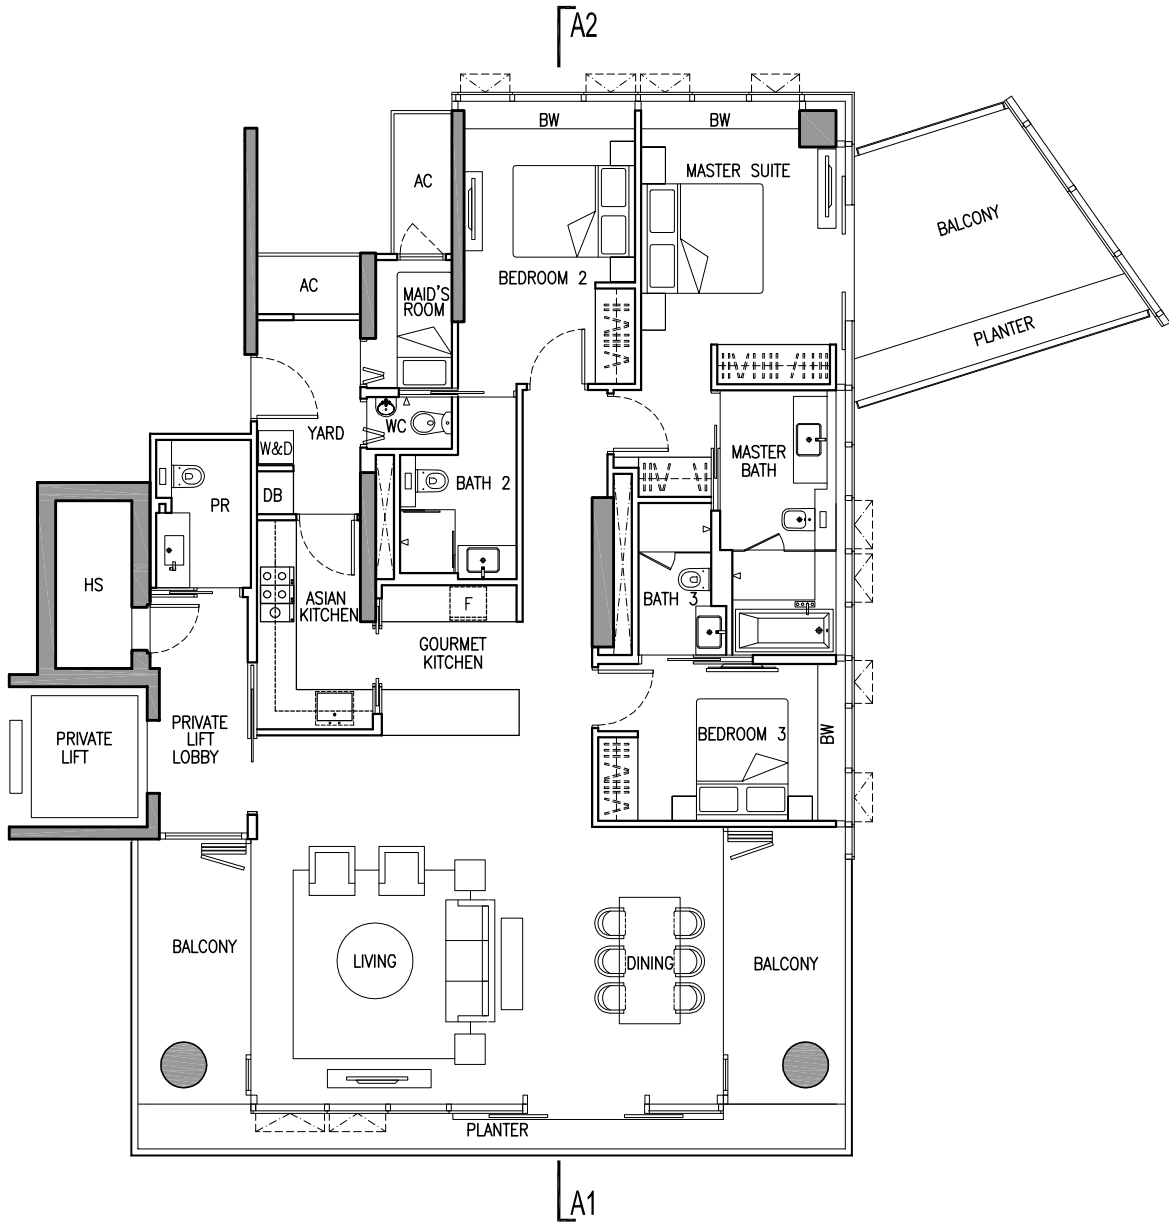 A2
BW
BW
MASTER SUITE
AC
BALCONY
BEDROOM 2
AC
MAID'S
ROOM
PLANTER
WC
YARD
W&D
MASTER
BATH
BATH 2
DB
PR
HS
ASIAN
KITCHEN
F
BATH 3
GOURMET
KITCHEN
PRIVATE
LIFT
LOBBY
PRIVATE
LIFT
BEDROOM 3
BW
BALCONY
LIVING
DINING
BALCONY
PLANTER
A1